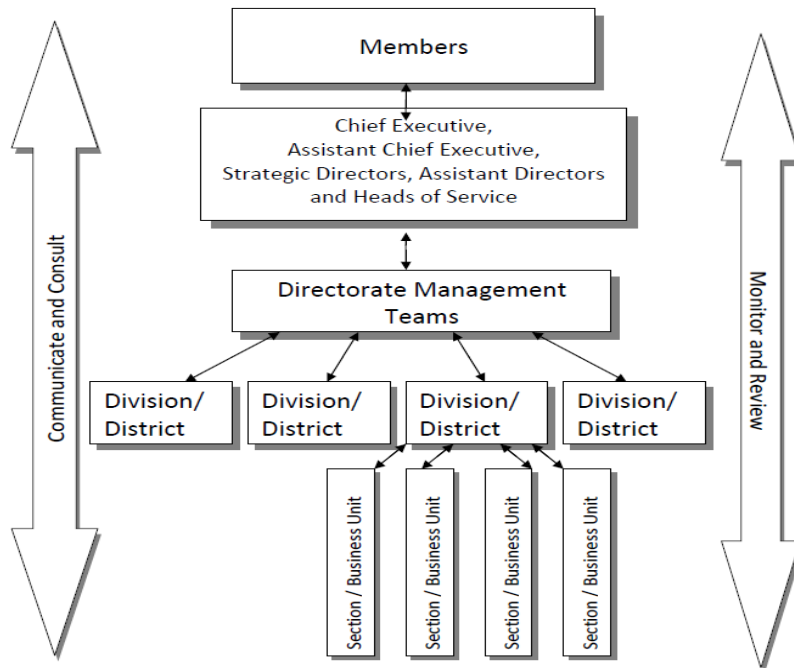 Members
Chief Executive,
Assistant Chief Executive,
Strategic Directors, Assistant Directors
and Heads of Service
Communicate and Consult
Monitor and Review
Directorate Management
Teams
Division/
District
Division/
District
Division/
District
Division/
District
Section / Business Unit
Section / Business Unit
Section / Business Unit
Section / Business Unit